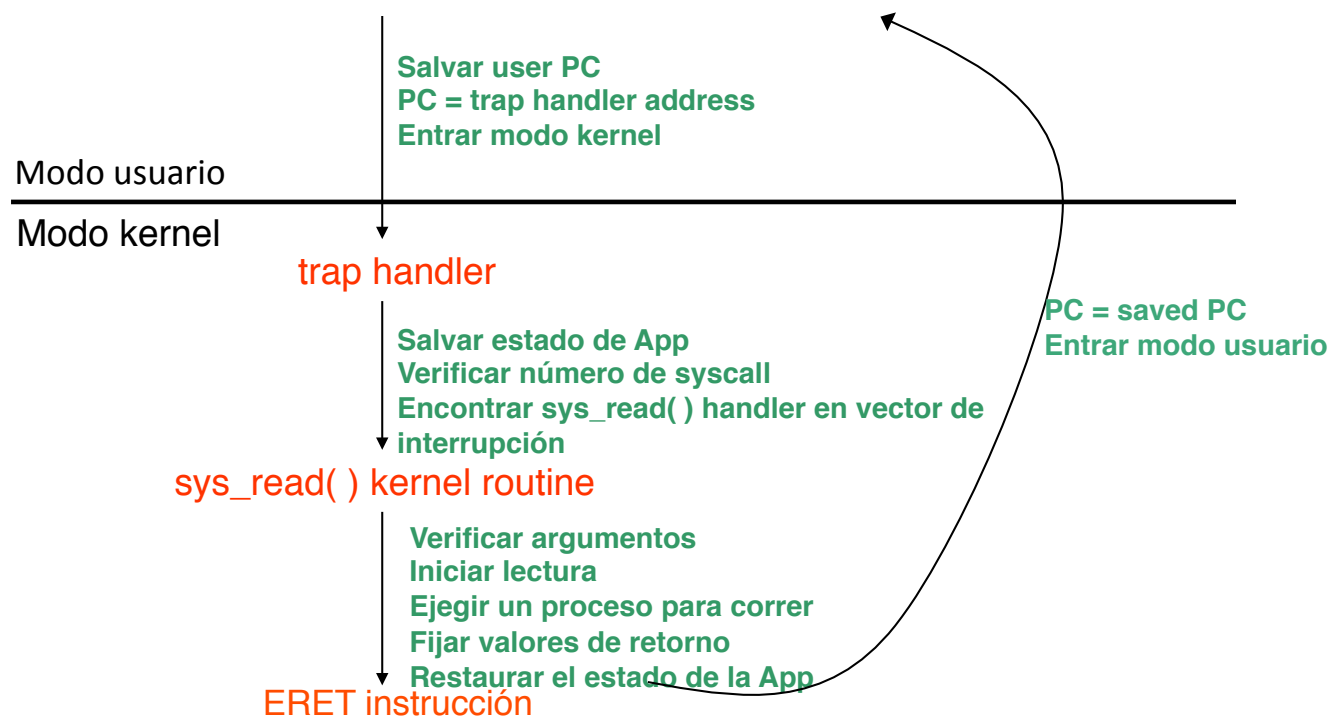 Salvar user PC
PC = trap handler address
Entrar modo kernel
Modo usuario
Modo kernel
trap handler
PC = saved PC
Entrar modo usuario
Salvar estado de App
Verificar número de syscall
Encontrar sys_read( ) handler en vector de
interrupción
sys_read( ) kernel routine
Verificar argumentos
Iniciar lectura
Ejegir un proceso para correr
Fijar valores de retorno
Restaurar el estado de la App
ERET instrucción